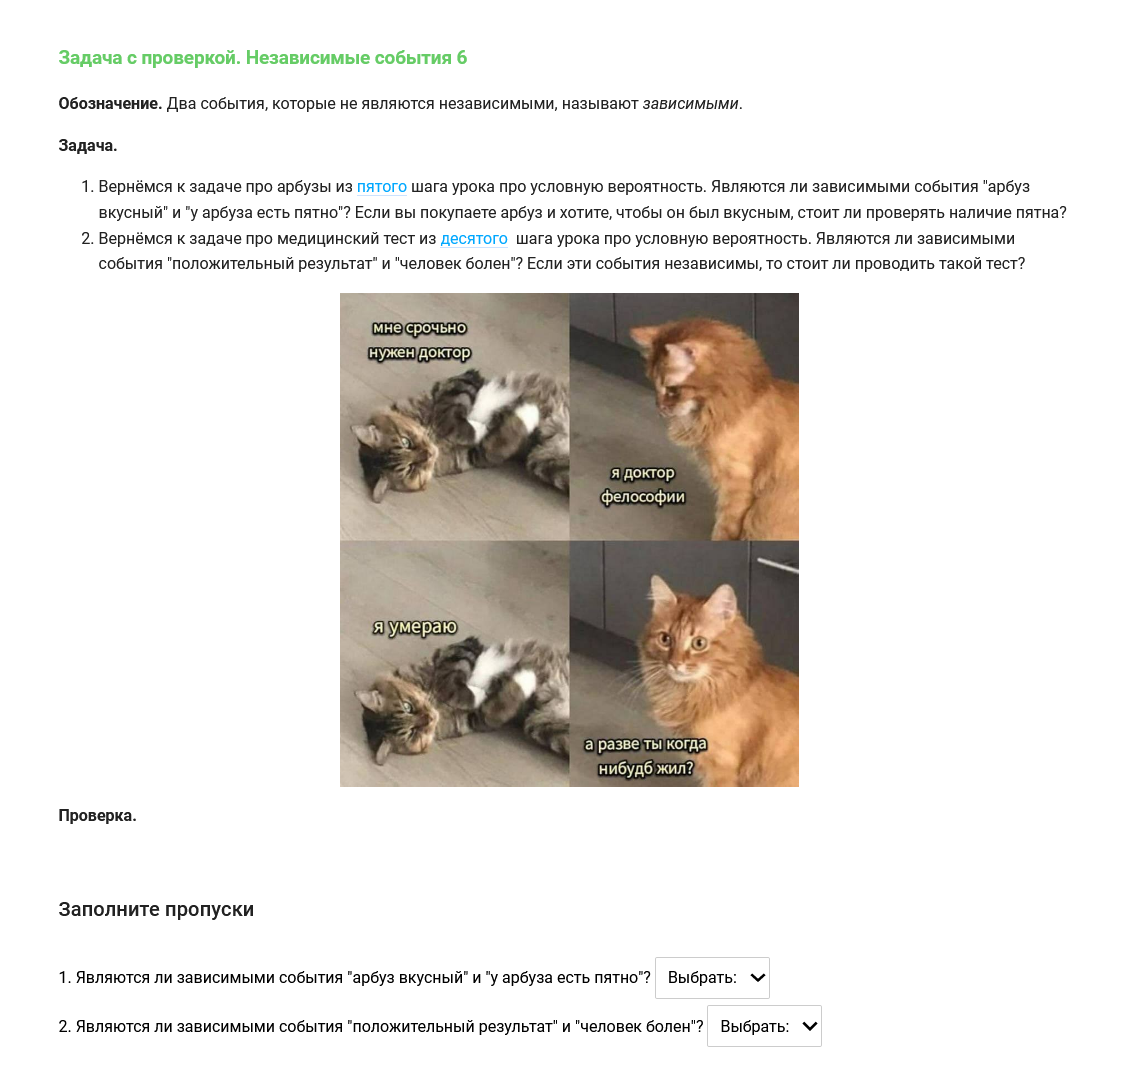 Задача с проверкой. Независимые события 6
Обозначение. Два события, которые не являются независимыми, называют зависимыми.
Задача.
1. Вернёмся к задаче про арбузы из пятого шага урока про условную вероятность. Являются ли зависимыми события "арбуз
вкусный" и "у арбуза есть пятно"? Если вы покупаете арбуз и хотите, чтобы он был вкусным, стоит ли проверять наличие пятна?
2. Вернёмся к задаче про медицинский тест из десятого шага урока про условную вероятность. Являются ли зависимыми
события "положительный результат" и "человек болен"? Если эти события независимы, то стоит ли проводить такой тест?
мне срочьно
нужен доктор
я доктор
фелософии
я умераю
а разве ты когда
нибудб жил?
Проверка.
Заполните пропуски
1. Являются ли зависимыми события "арбуз вкусный" и "у арбуза есть пятно"? Выбрать:
2. Являются ли зависимыми события "положительный результат" и "человек болен"? Выбрать: